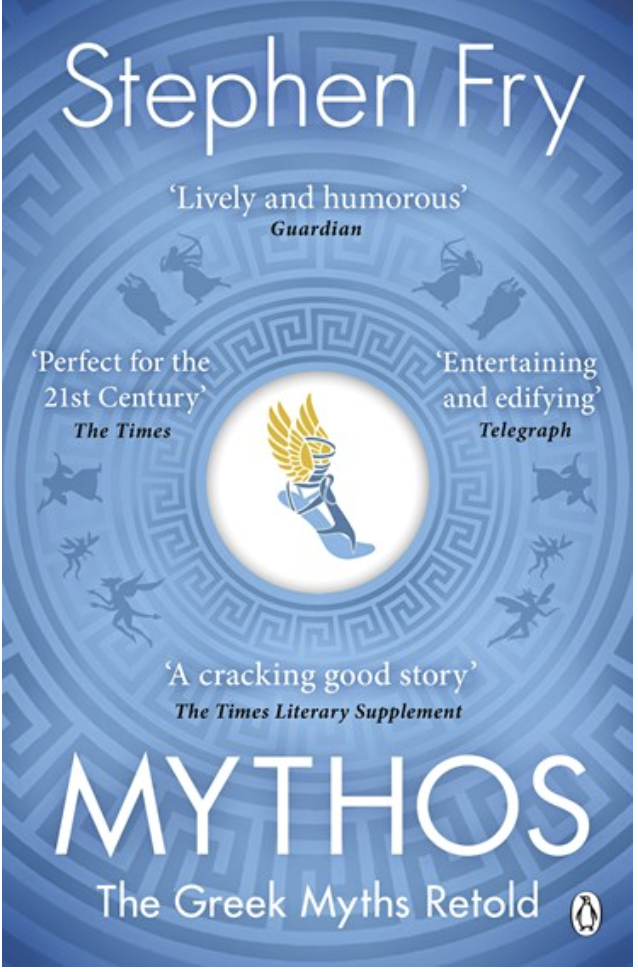 Stephen Fry
‘Lively and humorous’
Guardian
‘Perfect for the
21st Century’
The Times
‘Entertaining
and edifying’
Telegraph
‘A cracking good story’
The Times Literary Supplement
MYTHOS
The Greek Myths Retold